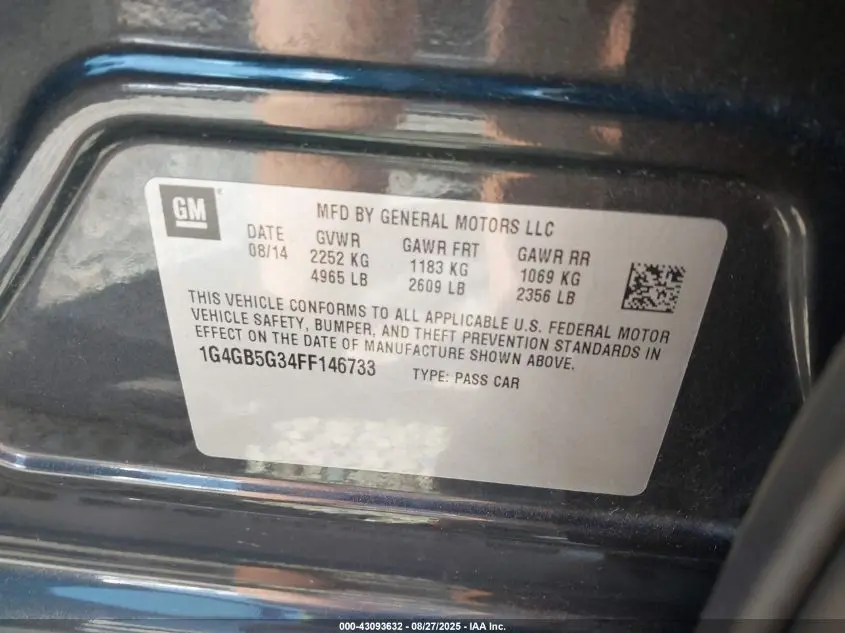 GM
MFD BY GENERAL MOTORS LLC
DATE GVWR GAWR FRT GAWR RR
08/14 2252 KG 1183 KG 1069 KG
4965 LB 2609 LB 2356 LB
THIS VEHICLE CONFORMS TO ALL APPLICABLE U.S. FEDERAL MOTOR
VEHICLE SAFETY, BUMPER, AND THEFT PREVENTION STANDARDS IN
EFFECT ON THE DATE OF MANUFACTURE SHOWN ABOVE.
1G4GB5G34FF146733 TYPE: PASS CAR
000-43093632 - 08/27/2025 - IAA Inc.